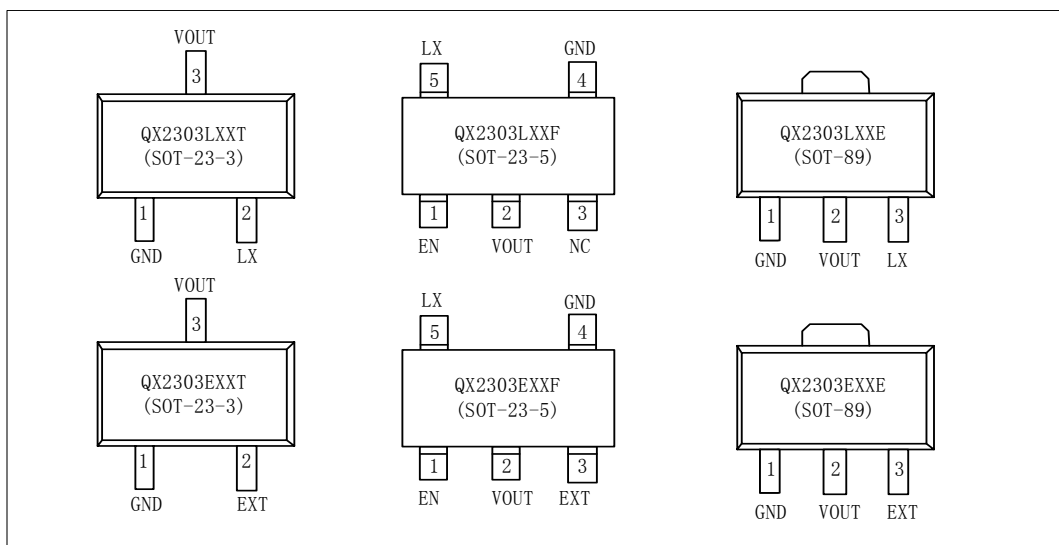 VOUT
3
QX2303LXXT
(SOT-23-3)
1
2
GND
LX
LX
GND
5
4
QX2303LXXF
(SOT-23-5)
1
2
3
EN
VOUT
NC
QX2303LXXE
(SOT-89)
1
2
3
GND
VOUT
LX
VOUT
3
QX2303EXXT
(SOT-23-3)
1
2
GND
EXT
LX
GND
5
4
QX2303EXXF
(SOT-23-5)
1
2
3
EN
VOUT
EXT
QX2303EXXE
(SOT-89)
1
2
3
GND
VOUT
EXT